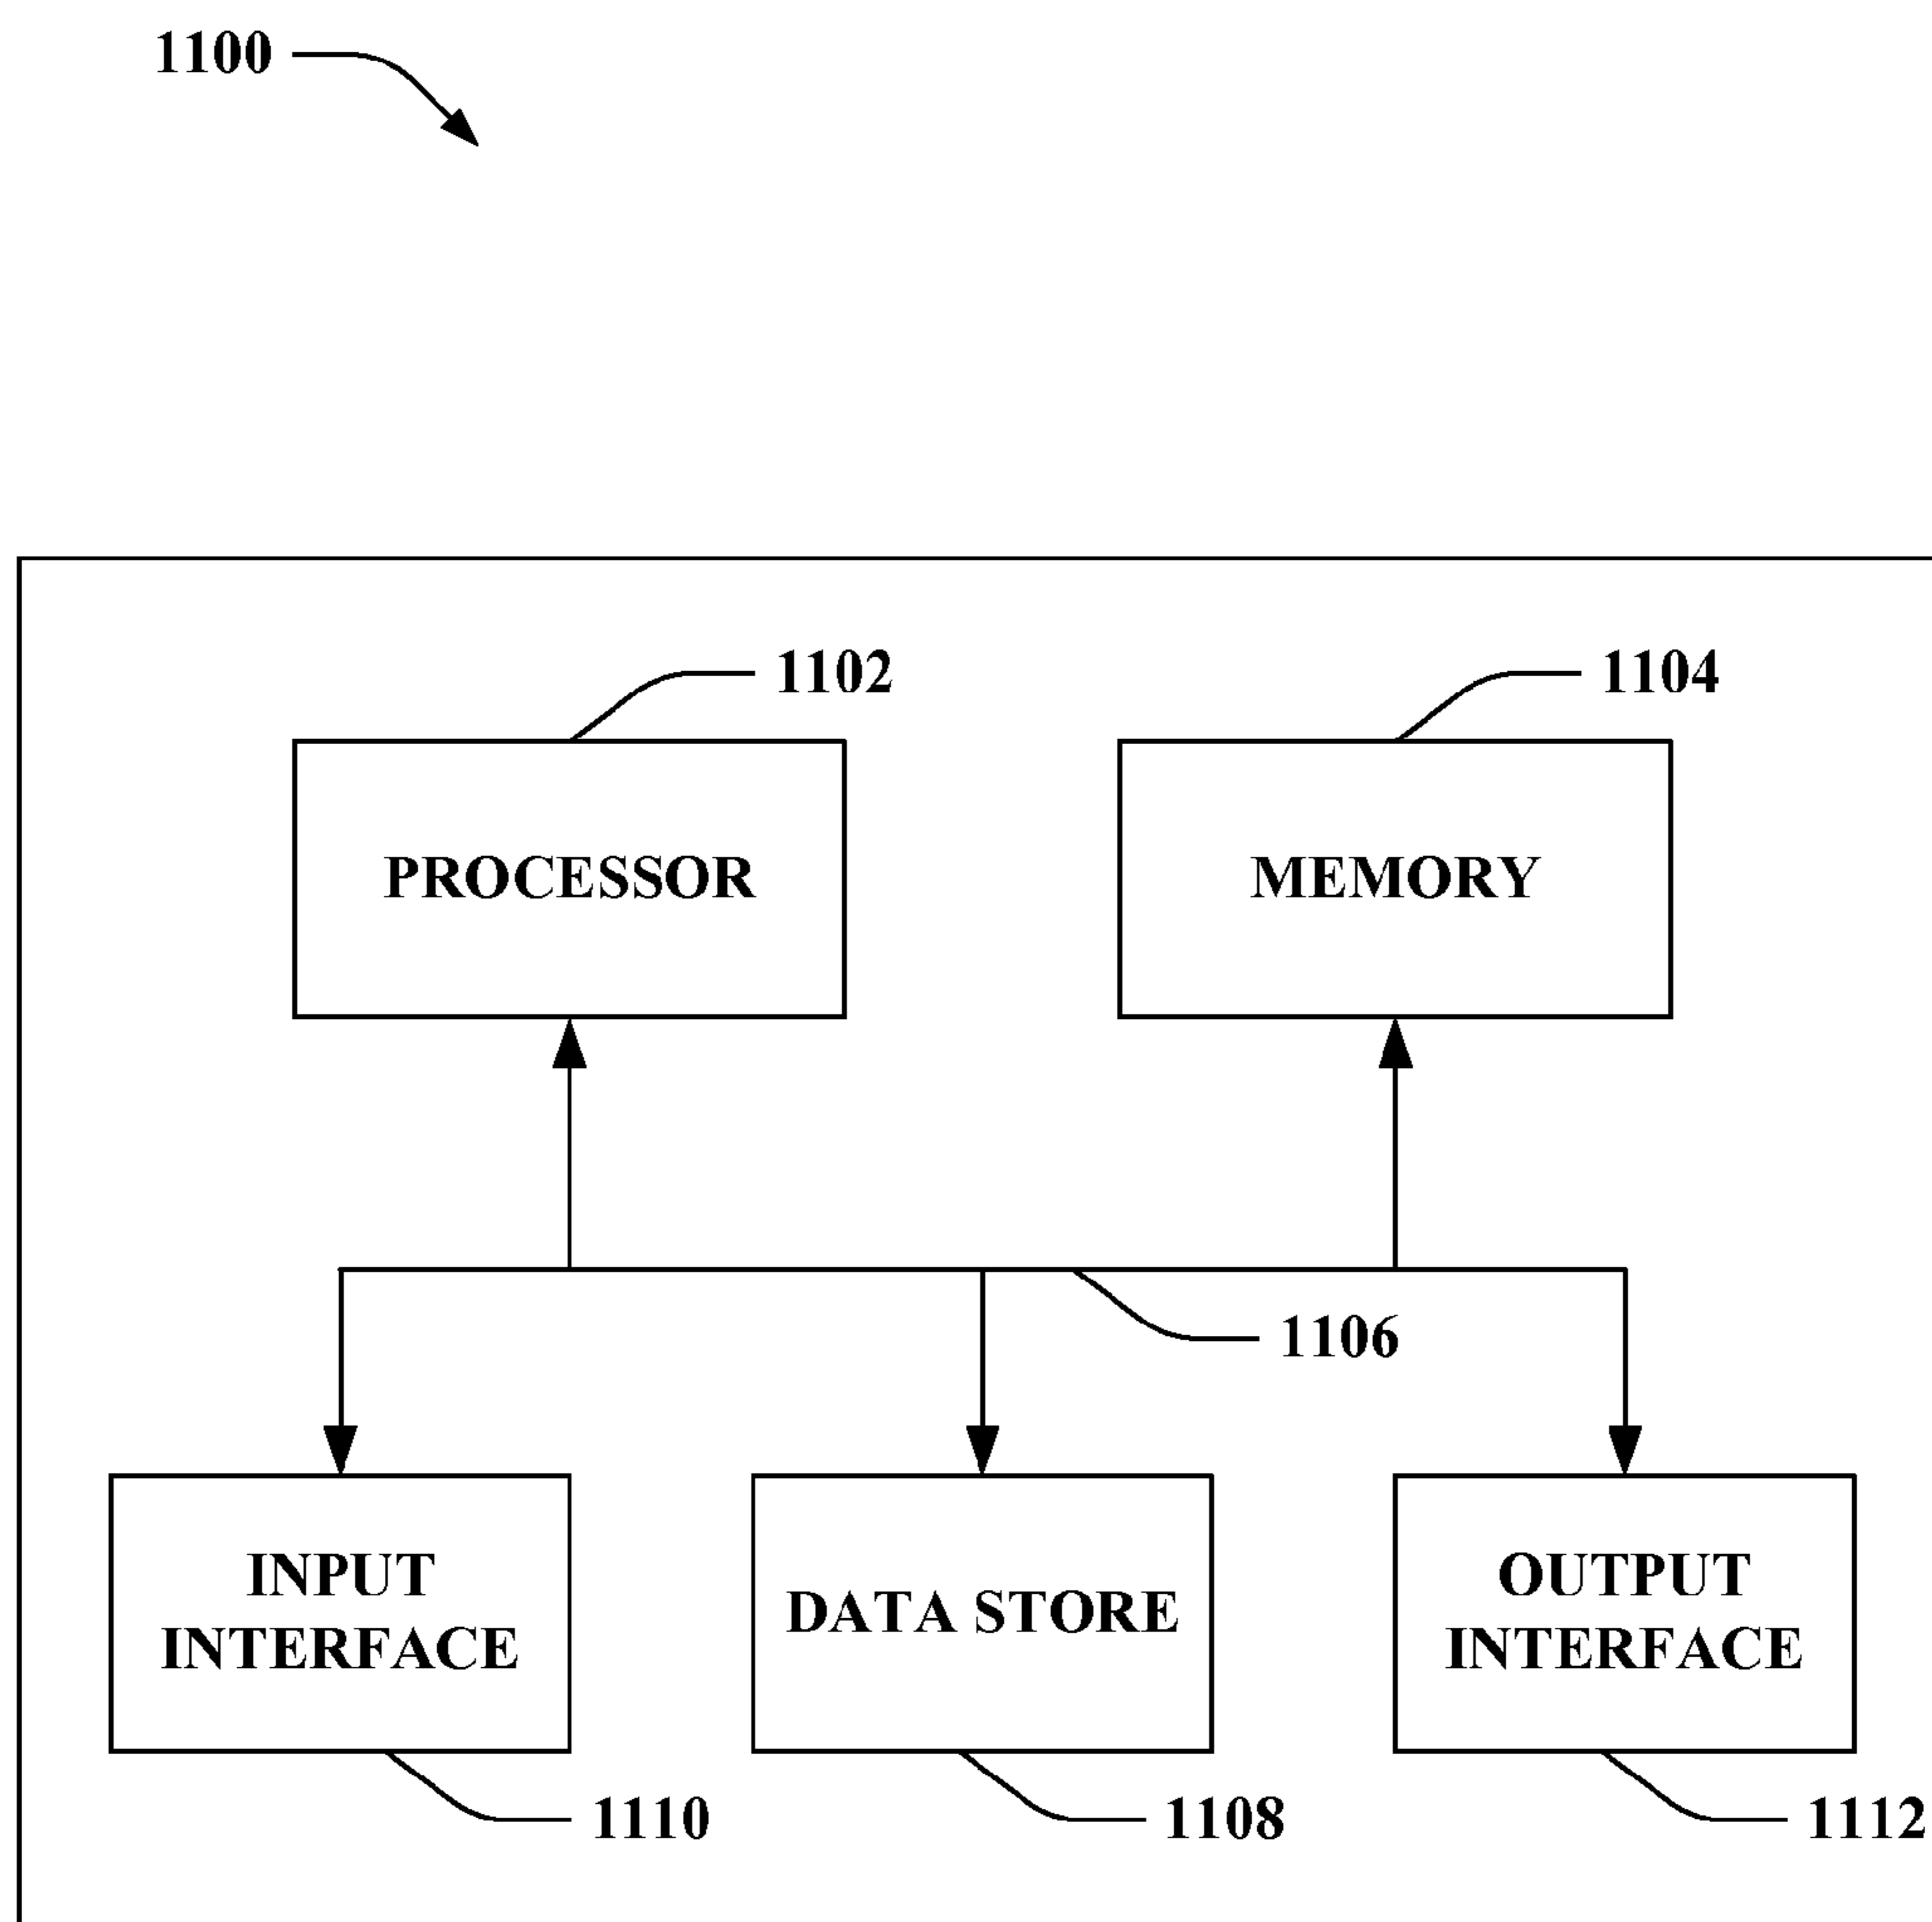 1100
1102
1104
PROCESSOR
MEMORY
1106
INPUT
INTERFACE
DATA STORE
OUTPUT
INTERFACE
1110
1108
1112